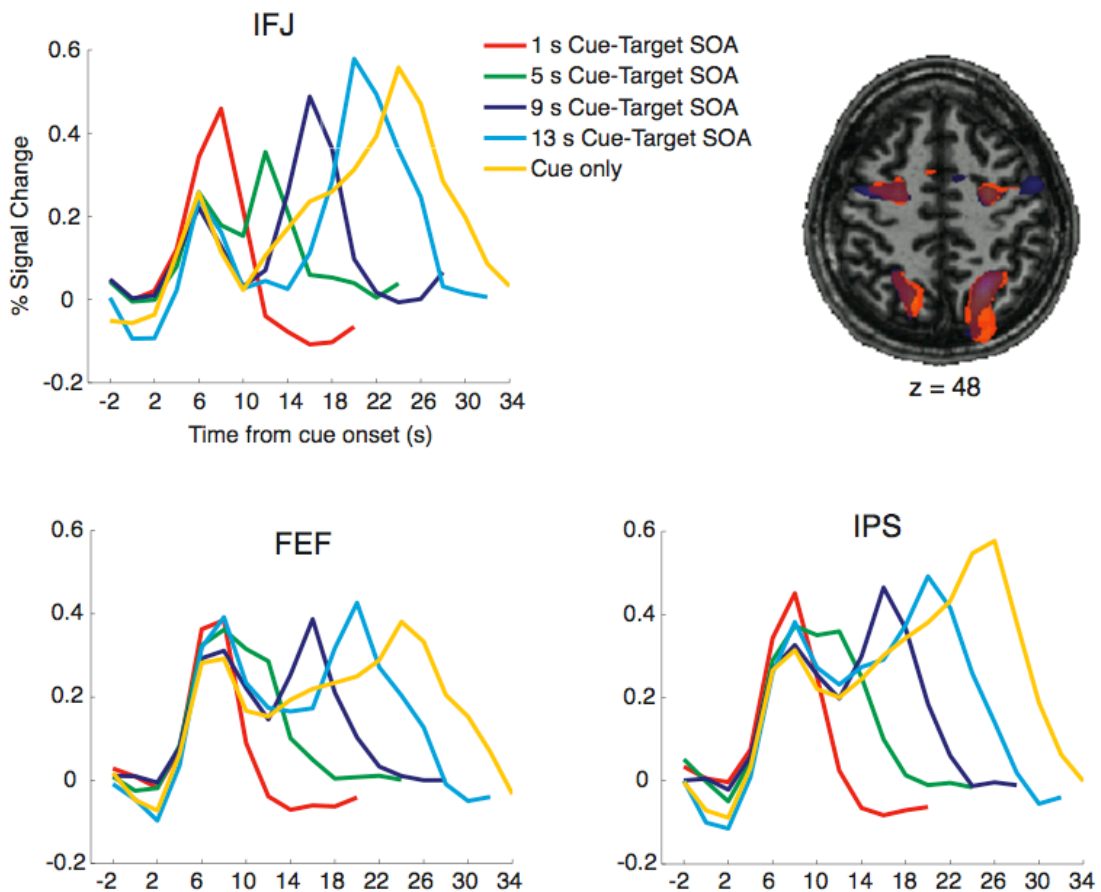 IFJ
0.6
0.4
0.2
0
-0.2
% Signal Change
-2 2 6 10 14 18 22 26 30 34
Time from cue onset (s)
1 s Cue-Target SOA
5 s Cue-Target SOA
9 s Cue-Target SOA
13 s Cue-Target SOA
Cue only
z = 48
FEF
0.6
0.4
0.2
0
-0.2
-2 2 6 10 14 18 22 26 30 34
IPS
0.6
0.4
0.2
0
-0.2
-2 2 6 10 14 18 22 26 30 34